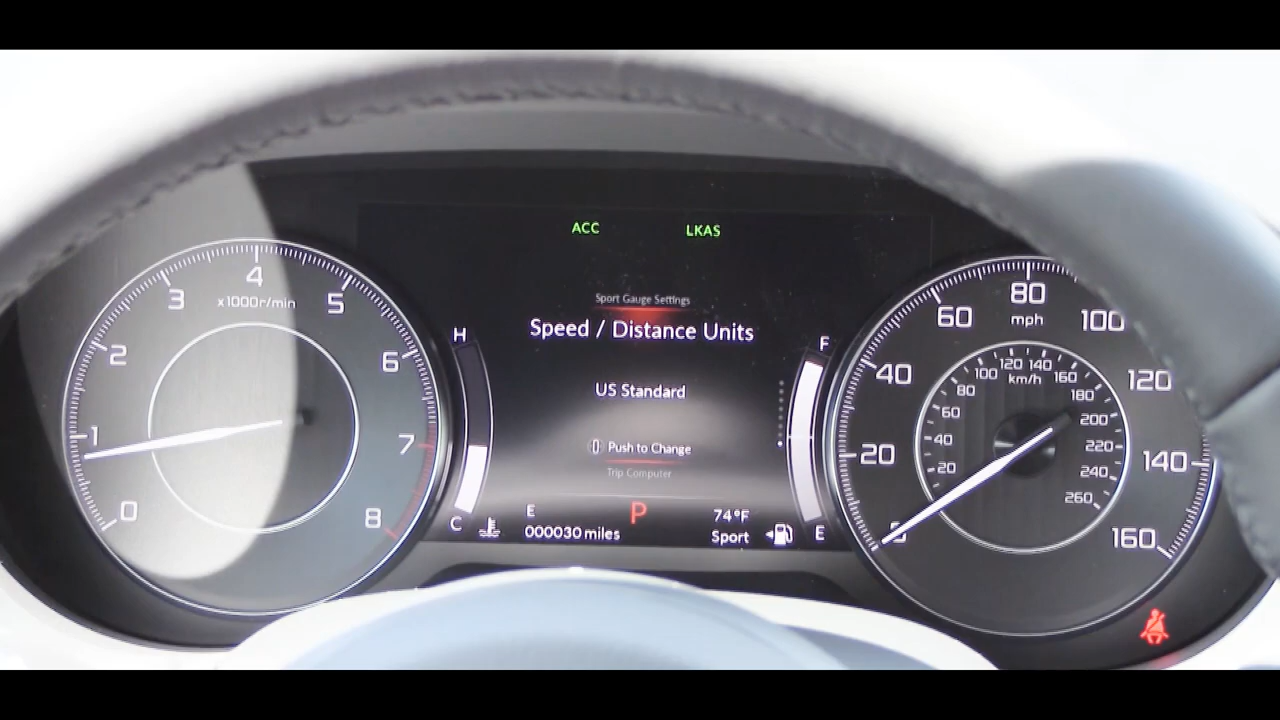 ACC LKAS
Sport Gauge Settings
Speed / Distance Units
US Standard
Push to Change
Trip Computer
P
E
000030 miles
74°F
Sport
H
C
F
E
0
1
2
3
4
5
6
7
8
x1000r/min
0
20
40
60
80
100
120
140
160
mph
20
40
60
80
100
120
140
160
180
200
220
240
260
km/h